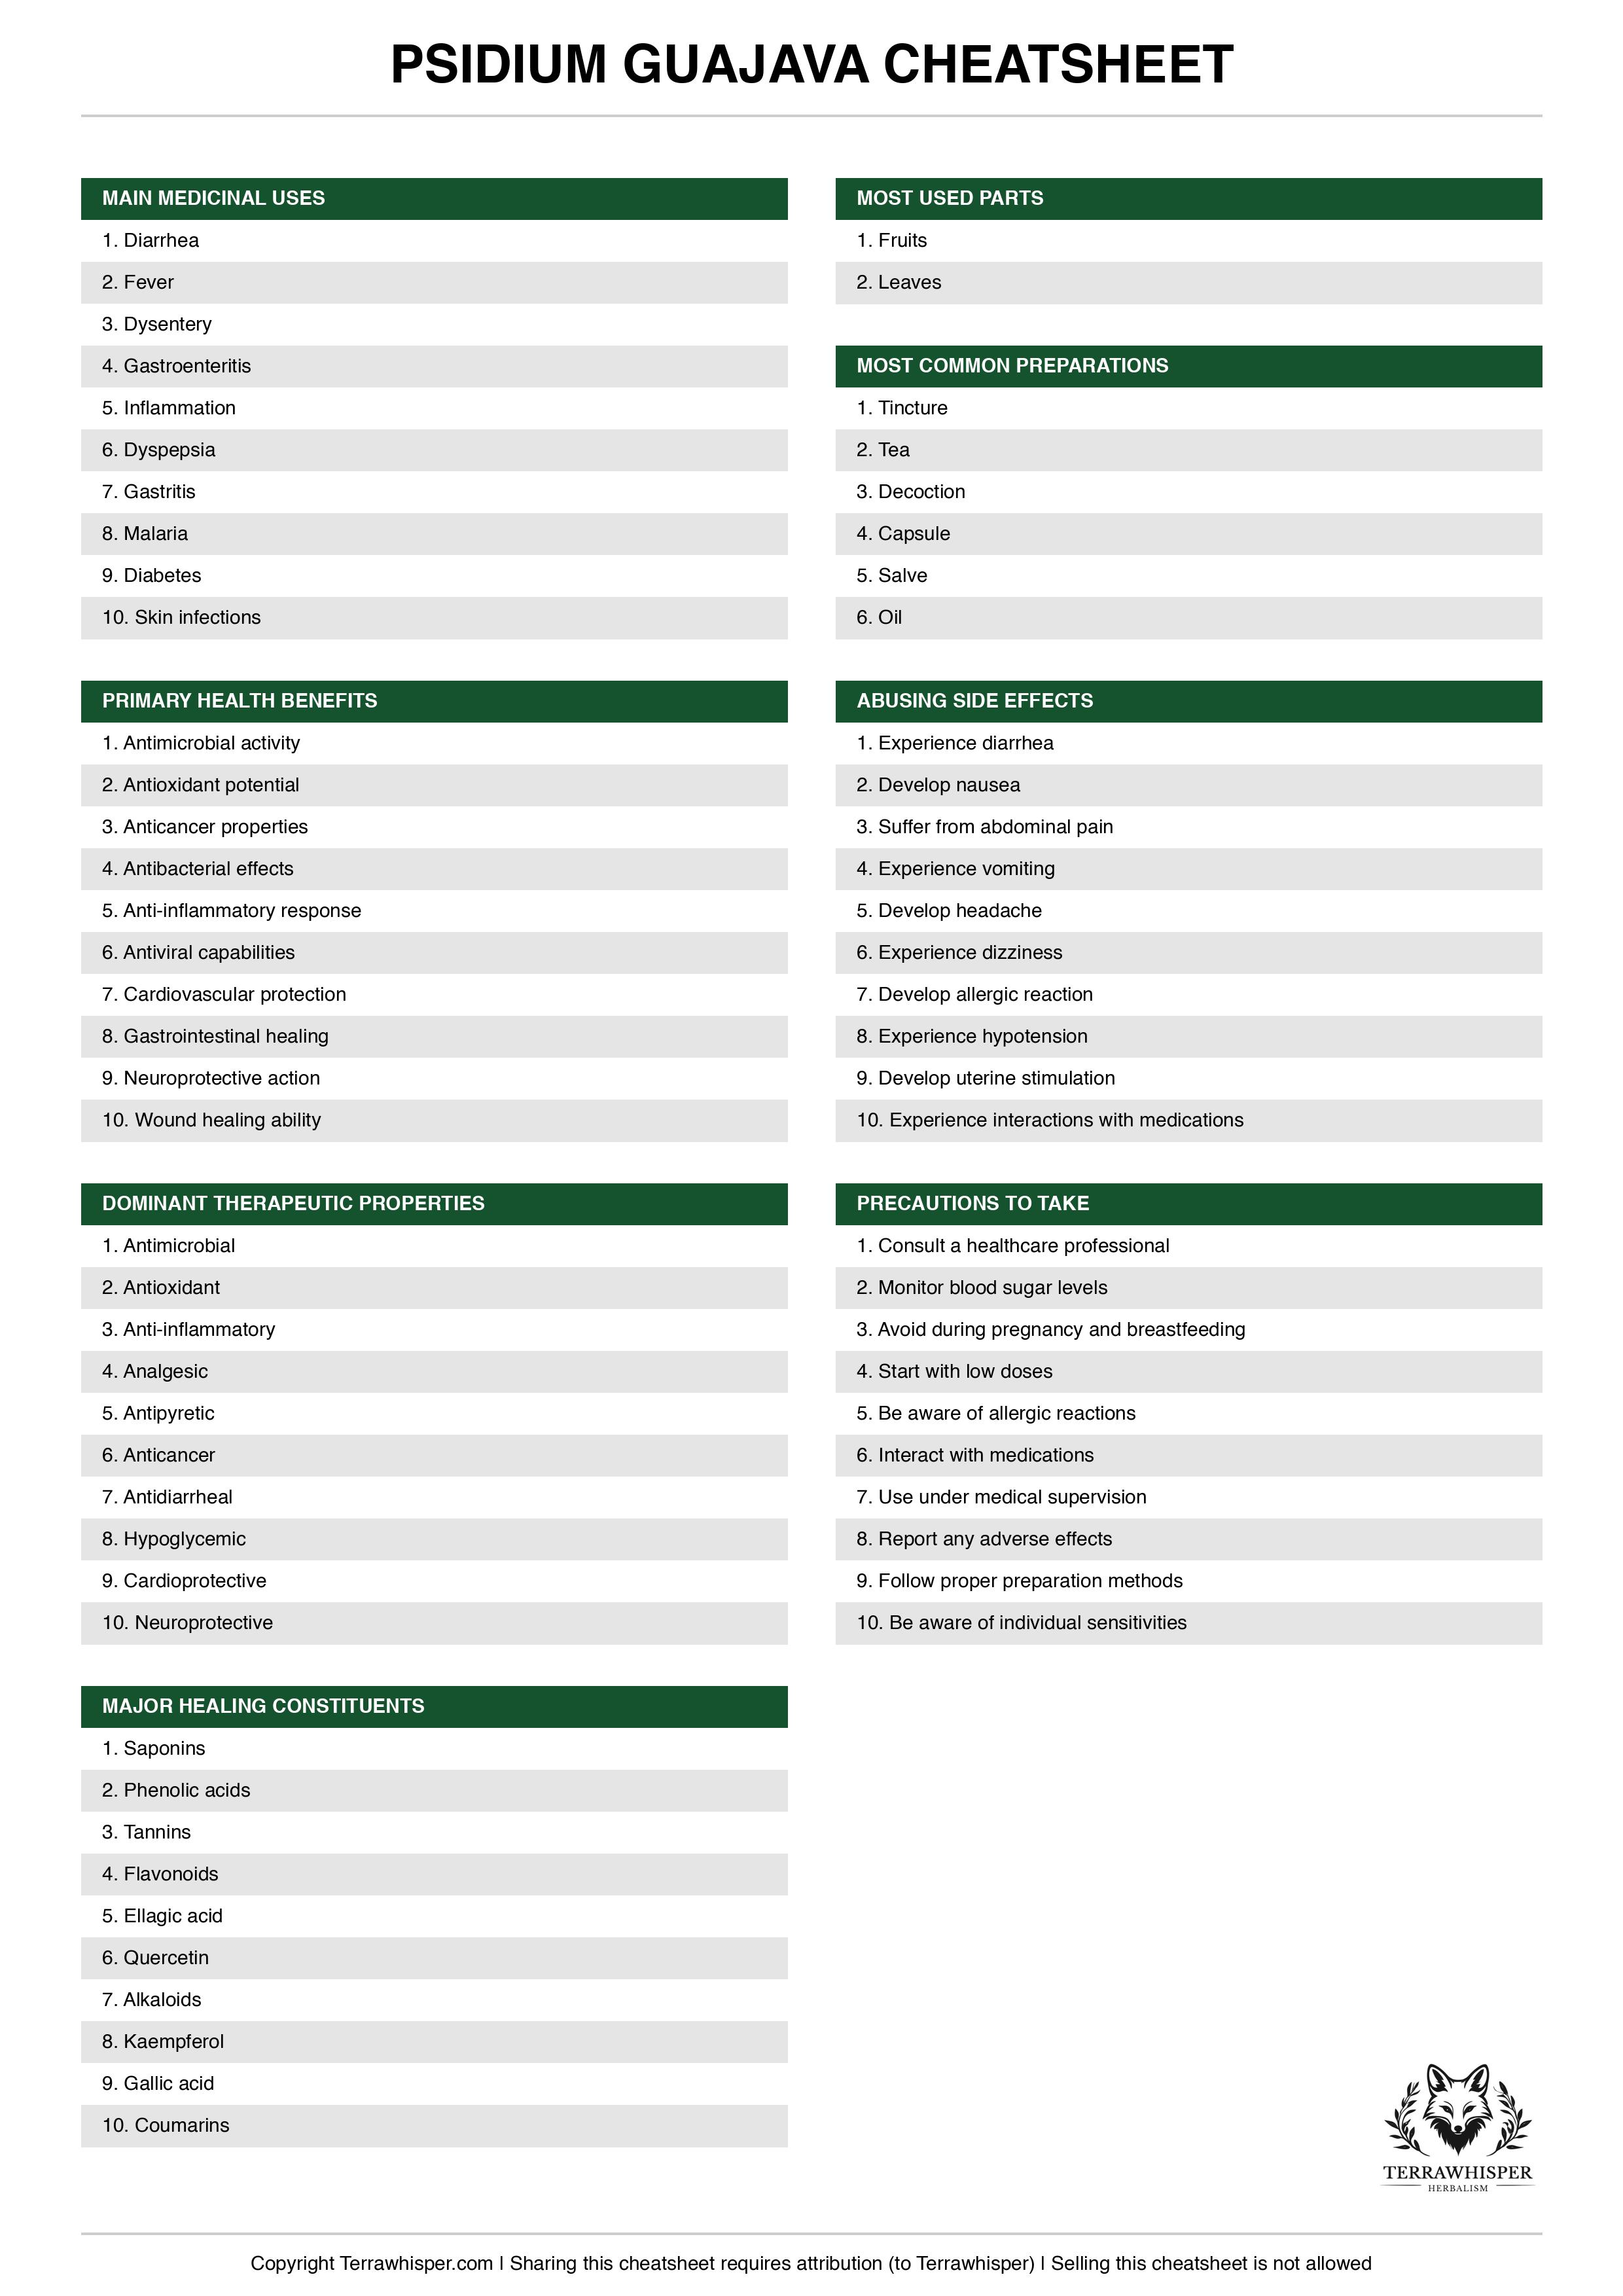 PSIDIUM GUAJAVA CHEATSHEET
MAIN MEDICINAL USES
1. Diarrhea
2. Fever
3. Dysentery
4. Gastroenteritis
5. Inflammation
6. Dyspepsia
7. Gastritis
8. Malaria
9. Diabetes
10. Skin infections
PRIMARY HEALTH BENEFITS
1. Antimicrobial activity
2. Antioxidant potential
3. Anticancer properties
4. Antibacterial effects
5. Anti-inflammatory response
6. Antiviral capabilities
7. Cardiovascular protection
8. Gastrointestinal healing
9. Neuroprotective action
10. Wound healing ability
DOMINANT THERAPEUTIC PROPERTIES
1. Antimicrobial
2. Antioxidant
3. Anti-inflammatory
4. Analgesic
5. Antipyretic
6. Anticancer
7. Antidiarrheal
8. Hypoglycemic
9. Cardioprotective
10. Neuroprotective
MAJOR HEALING CONSTITUENTS
1. Saponins
2. Phenolic acids
3. Tannins
4. Flavonoids
5. Ellagic acid
6. Quercetin
7. Alkaloids
8. Kaempferol
9. Gallic acid
10. Coumarins
MOST USED PARTS
1. Fruits
2. Leaves
MOST COMMON PREPARATIONS
1. Tincture
2. Tea
3. Decoction
4. Capsule
5. Salve
6. Oil
ABUSING SIDE EFFECTS
1. Experience diarrhea
2. Develop nausea
3. Suffer from abdominal pain
4. Experience vomiting
5. Develop headache
6. Experience dizziness
7. Develop allergic reaction
8. Experience hypotension
9. Develop uterine stimulation
10. Experience interactions with medications
PRECAUTIONS TO TAKE
1. Consult a healthcare professional
2. Monitor blood sugar levels
3. Avoid during pregnancy and breastfeeding
4. Start with low doses
5. Be aware of allergic reactions
6. Interact with medications
7. Use under medical supervision
8. Report any adverse effects
9. Follow proper preparation methods
10. Be aware of individual sensitivities
TERRAWHISPER
HERBALISM
Copyright Terrawhisper.com | Sharing this cheatsheet requires attribution (to Terrawhisper) | Selling this cheatsheet is not allowed